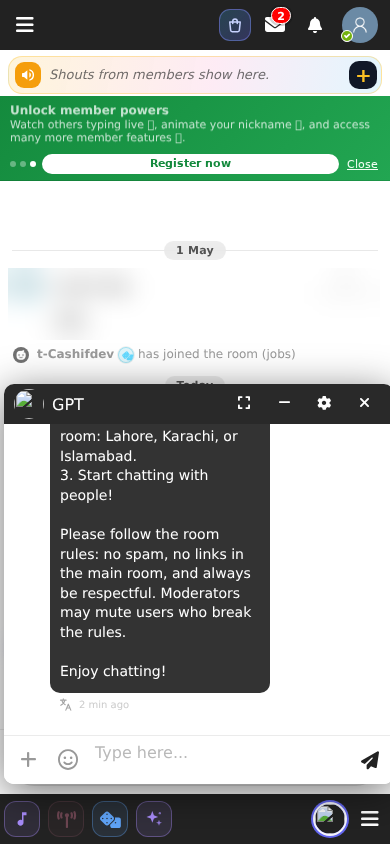 2
Shouts from members show here.
Unlock member powers
Watch others typing live 🫯, animate your nickname 🫯, and access
many more member features 🫯.
Register now
Close
1 May
t-Cashifdev has joined the room (jobs)
Today
GPT
room: Lahore, Karachi, or
Islamabad.
3. Start chatting with
people!
Please follow the room
rules: no spam, no links in
the main room, and always
be respectful. Moderators
may mute users who break
the rules.
Enjoy chatting!
2 min ago
Type here...